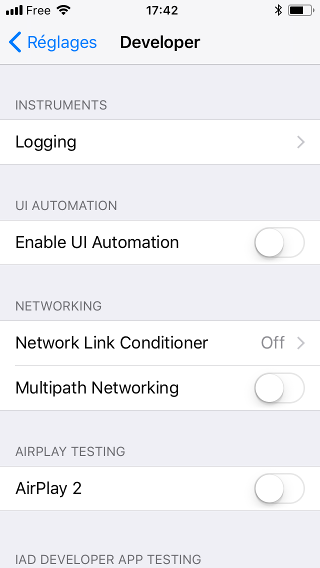 Free 17:42
Réglages Developer
INSTRUMENTS
Logging
UI AUTOMATION
Enable UI Automation
NETWORKING
Network Link Conditioner Off
Multipath Networking
AIRPLAY TESTING
AirPlay 2
IAD DEVELOPER APP TESTING